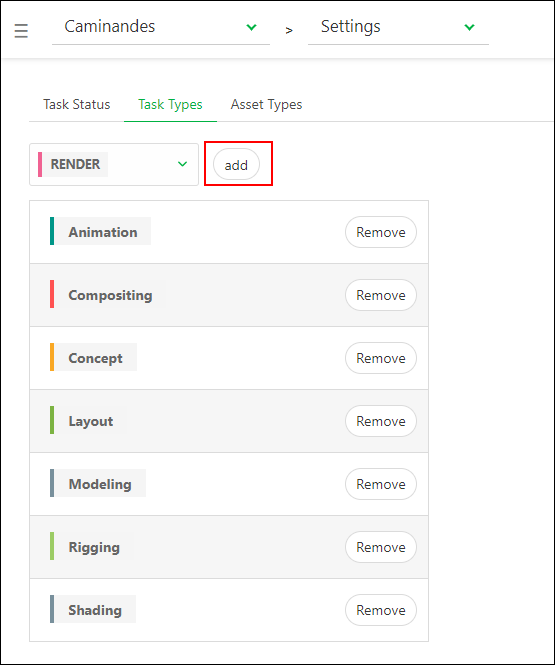 Caminandes > Settings
Task Status Task Types Asset Types
RENDER add
Animation Remove
Compositing Remove
Concept Remove
Layout Remove
Modeling Remove
Rigging Remove
Shading Remove